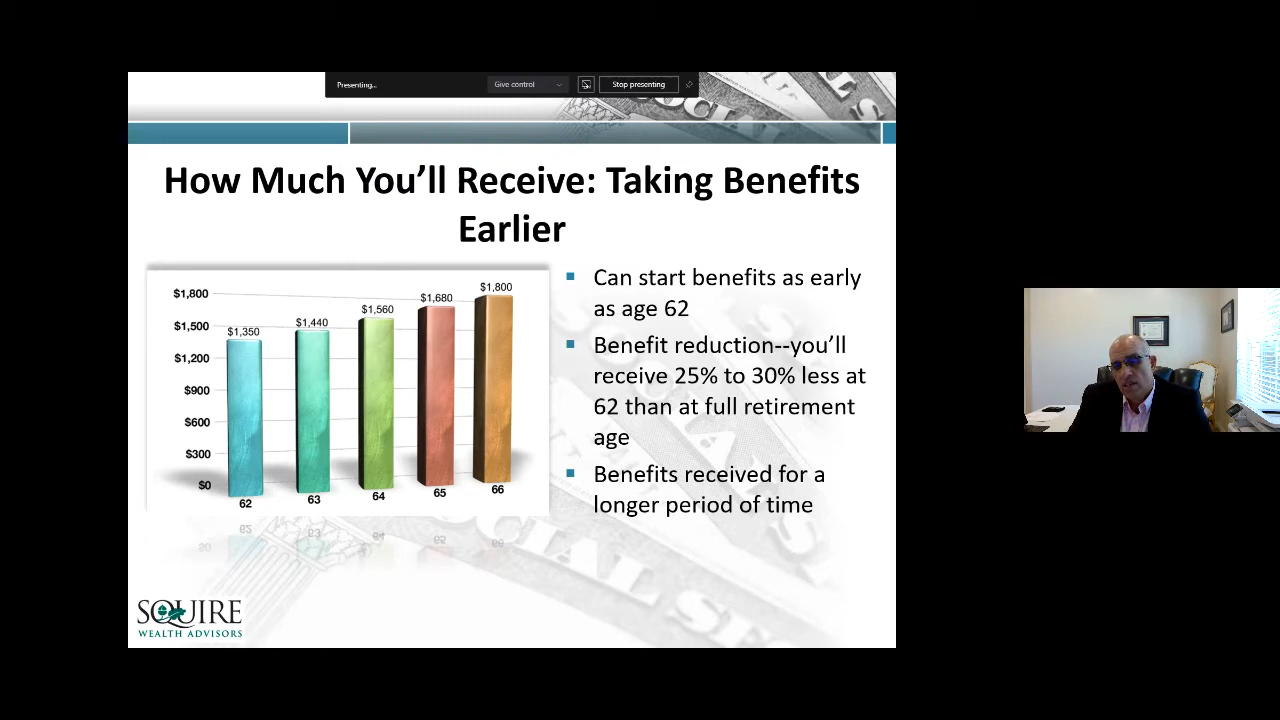 Presenting...
Give control
Stop presenting
SOCIAL S
How Much You'll Receive: Taking Benefits
Earlier
$1,800
$1,500
$1,200
$900
$600
$300
$0
$1,350
$1,440
$1,560
$1,680
$1,800
62
63
64
65
66
Can start benefits as early
as age 62
Benefit reduction--you'll
receive 25% to 30% less at
62 than at full retirement
age
Benefits received for a
longer period of time
SQUIRE
WEALTH ADVISORS